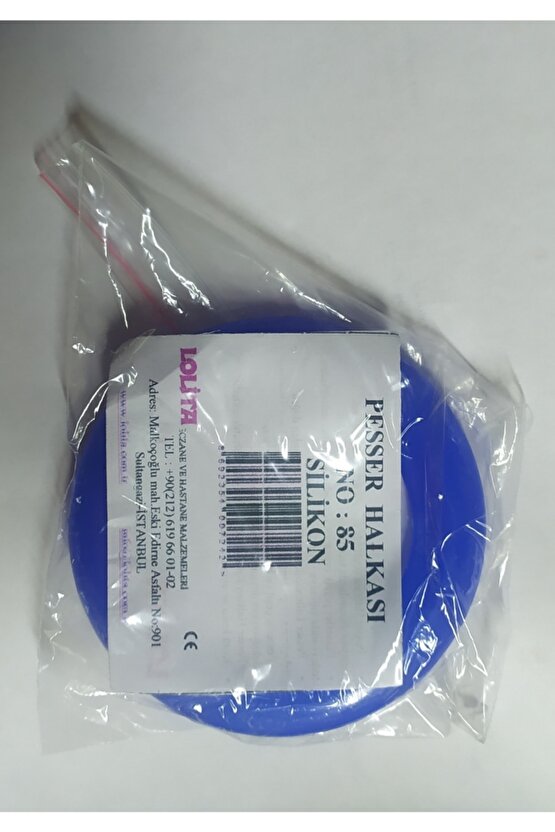 PESSER HALKASI
NO : 85
SİLİKON
LOLİTA
ECZANE VE HASTANE MALZEMELERİ
TEL : +90(212) 619 66 01-02
Adres: Malkoçoğlu mah.Eski Edirne Asfaltı No:901
Sultangazi-İSTANBUL
CE